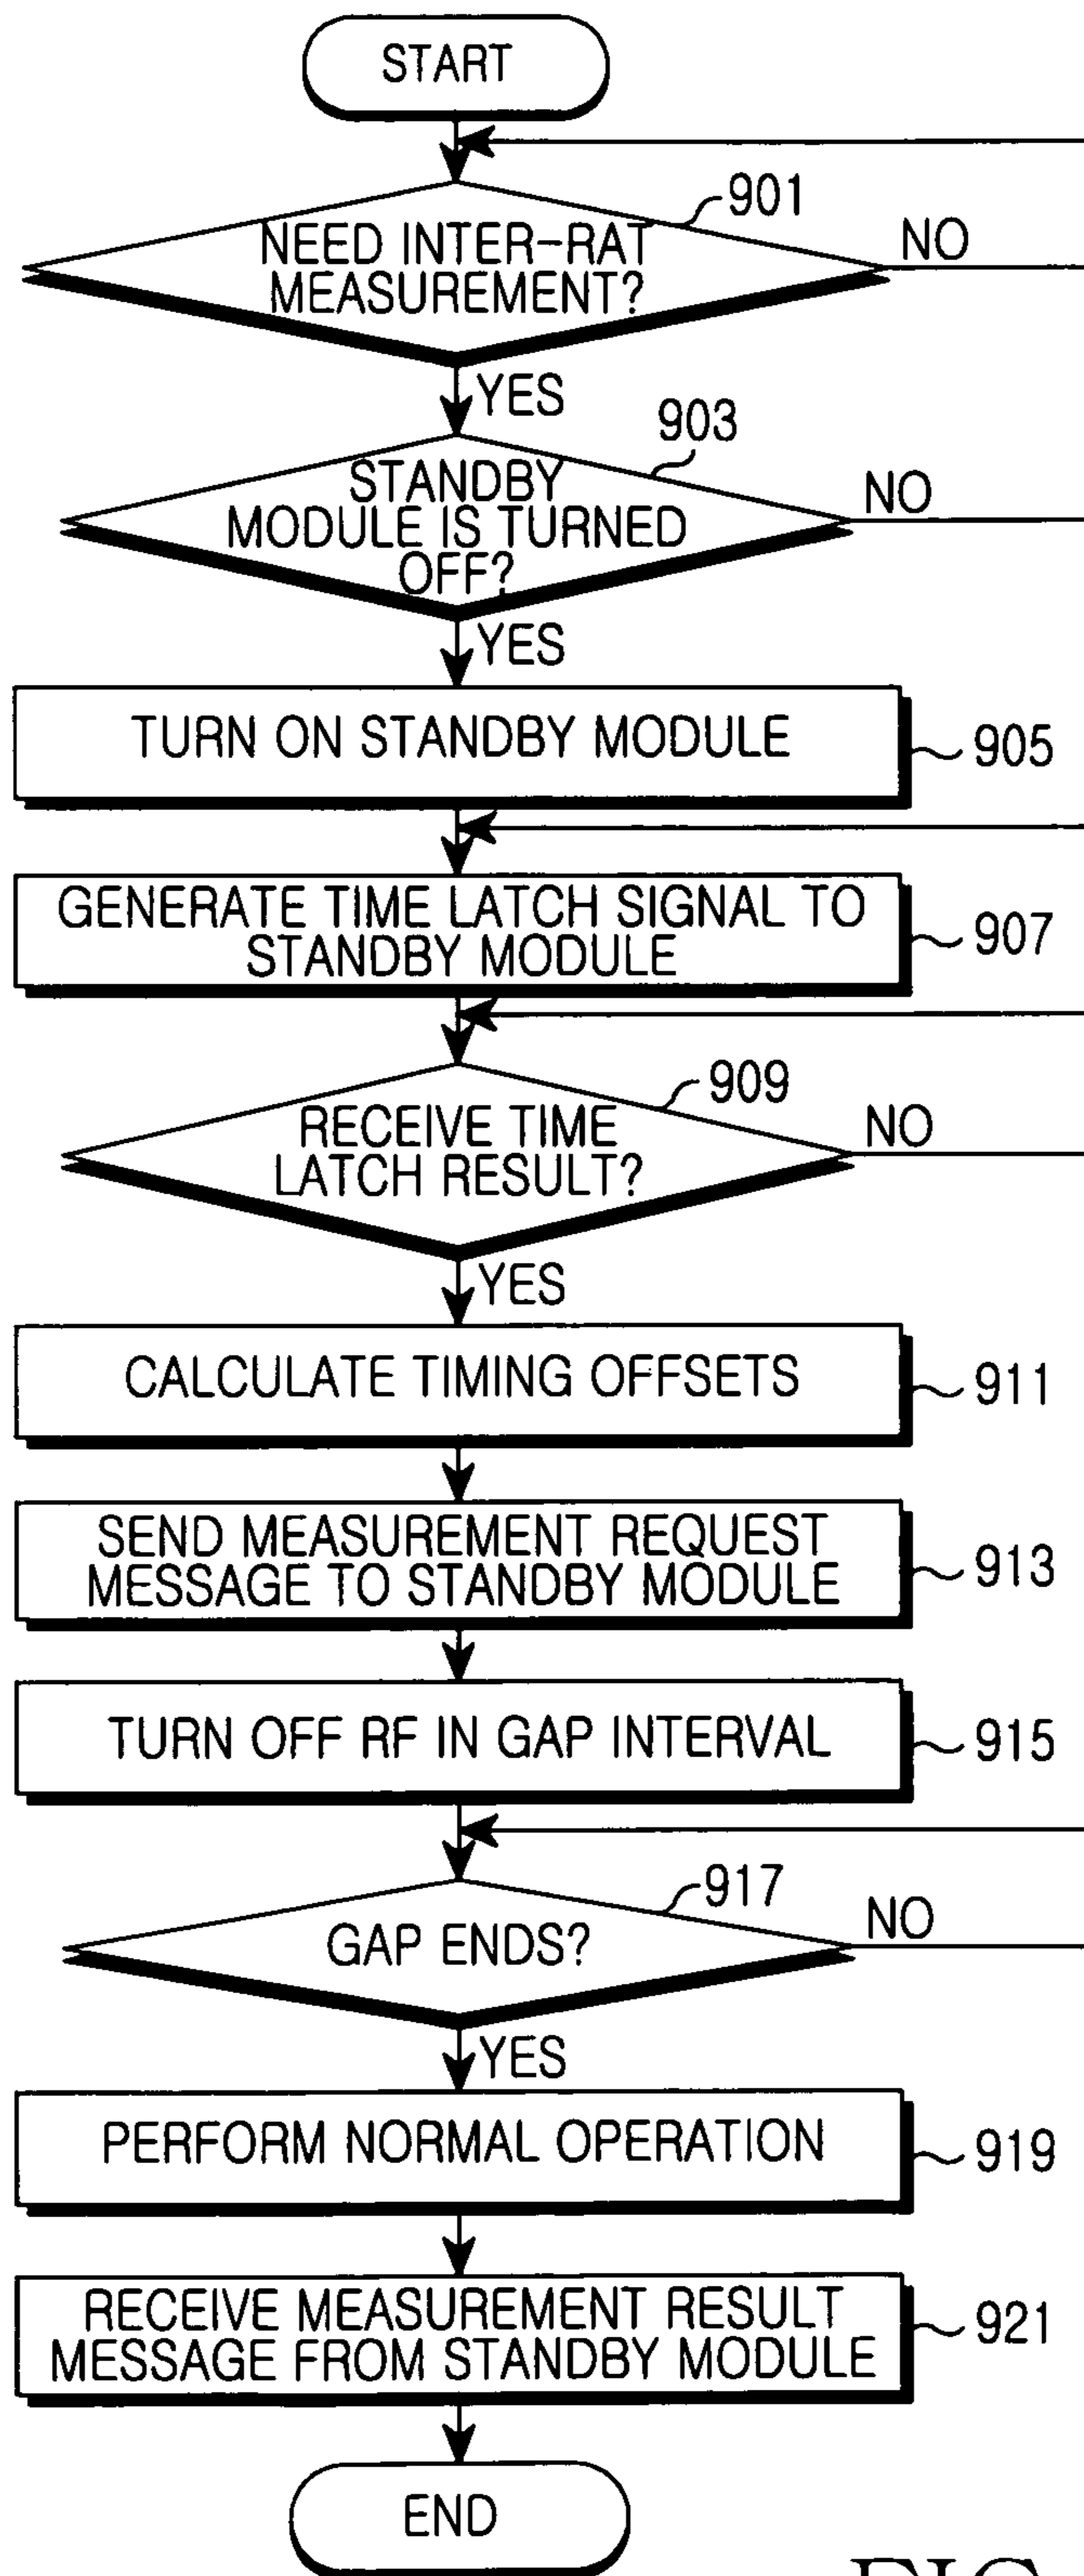 START
901
NEED INTER-RAT
MEASUREMENT?
NO
YES
903
STANDBY
MODULE IS TURNED
OFF?
NO
YES
TURN ON STANDBY MODULE
905
GENERATE TIME LATCH SIGNAL TO
STANDBY MODULE
907
909
RECEIVE TIME
LATCH RESULT?
NO
YES
CALCULATE TIMING OFFSETS
911
SEND MEASUREMENT REQUEST
MESSAGE TO STANDBY MODULE
913
TURN OFF RF IN GAP INTERVAL
915
917
GAP ENDS?
NO
YES
PERFORM NORMAL OPERATION
919
RECEIVE MEASUREMENT RESULT
MESSAGE FROM STANDBY MODULE
921
END